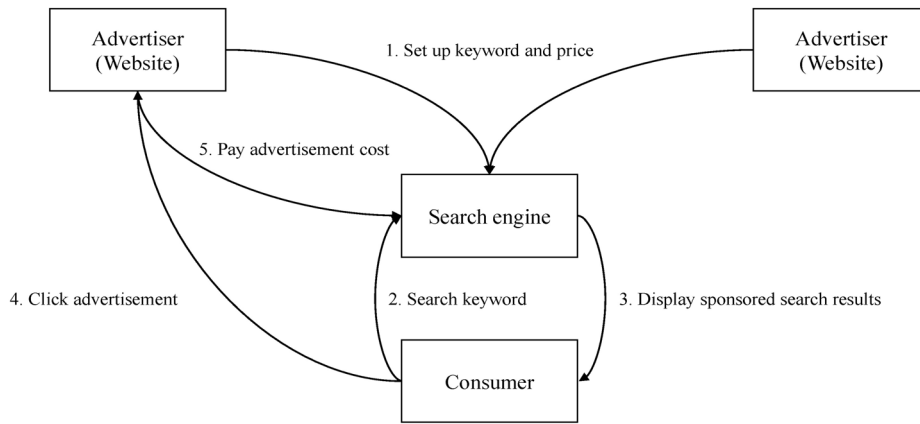 Advertiser
(Website)
1. Set up keyword and price
Advertiser
(Website)
5. Pay advertisement cost
Search engine
4. Click advertisement
2. Search keyword
3. Display sponsored search results
Consumer